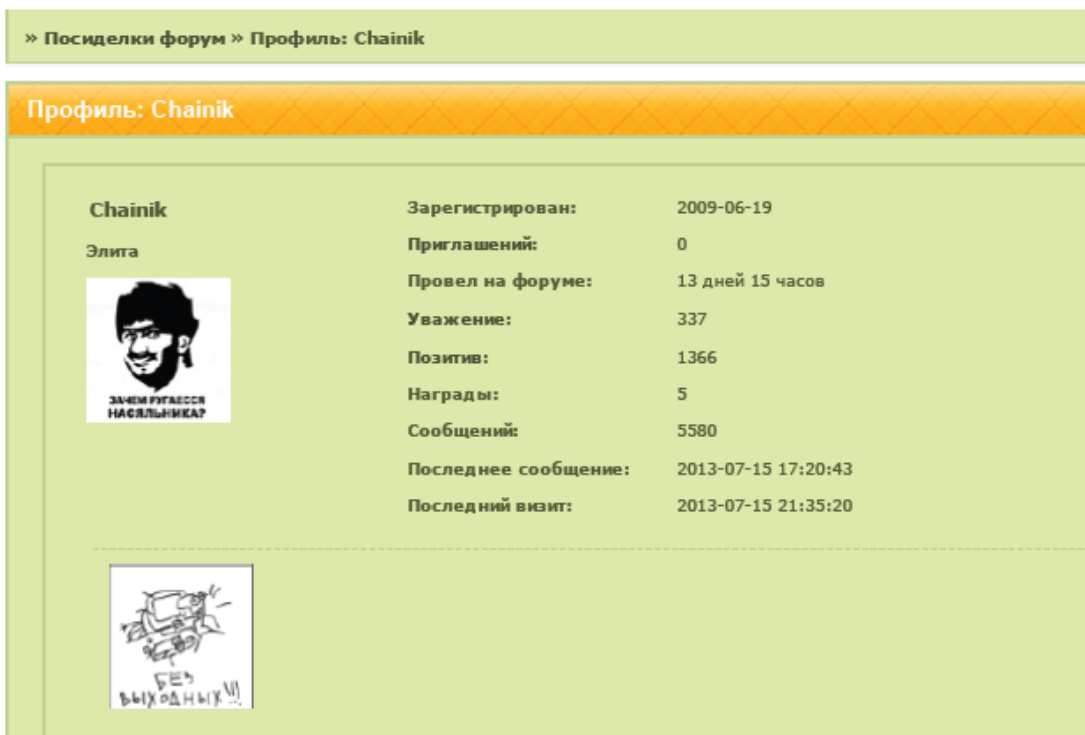 » Посиделки форум » Профиль: Chainik
Профиль: Chainik
Chainik
Элита
ЗАЧЕМ РУГАЕССЯ
НАСЯЛЬНИКА?
Зарегистрирован: 2009-06-19
Приглашений: 0
Провел на форуме: 13 дней 15 часов
Уважение: 337
Позитив: 1366
Награды: 5
Сообщений: 5580
Последнее сообщение: 2013-07-15 17:20:43
Последний визит: 2013-07-15 21:35:20
БЕЗ
ВЫХОДНЫХ!!!